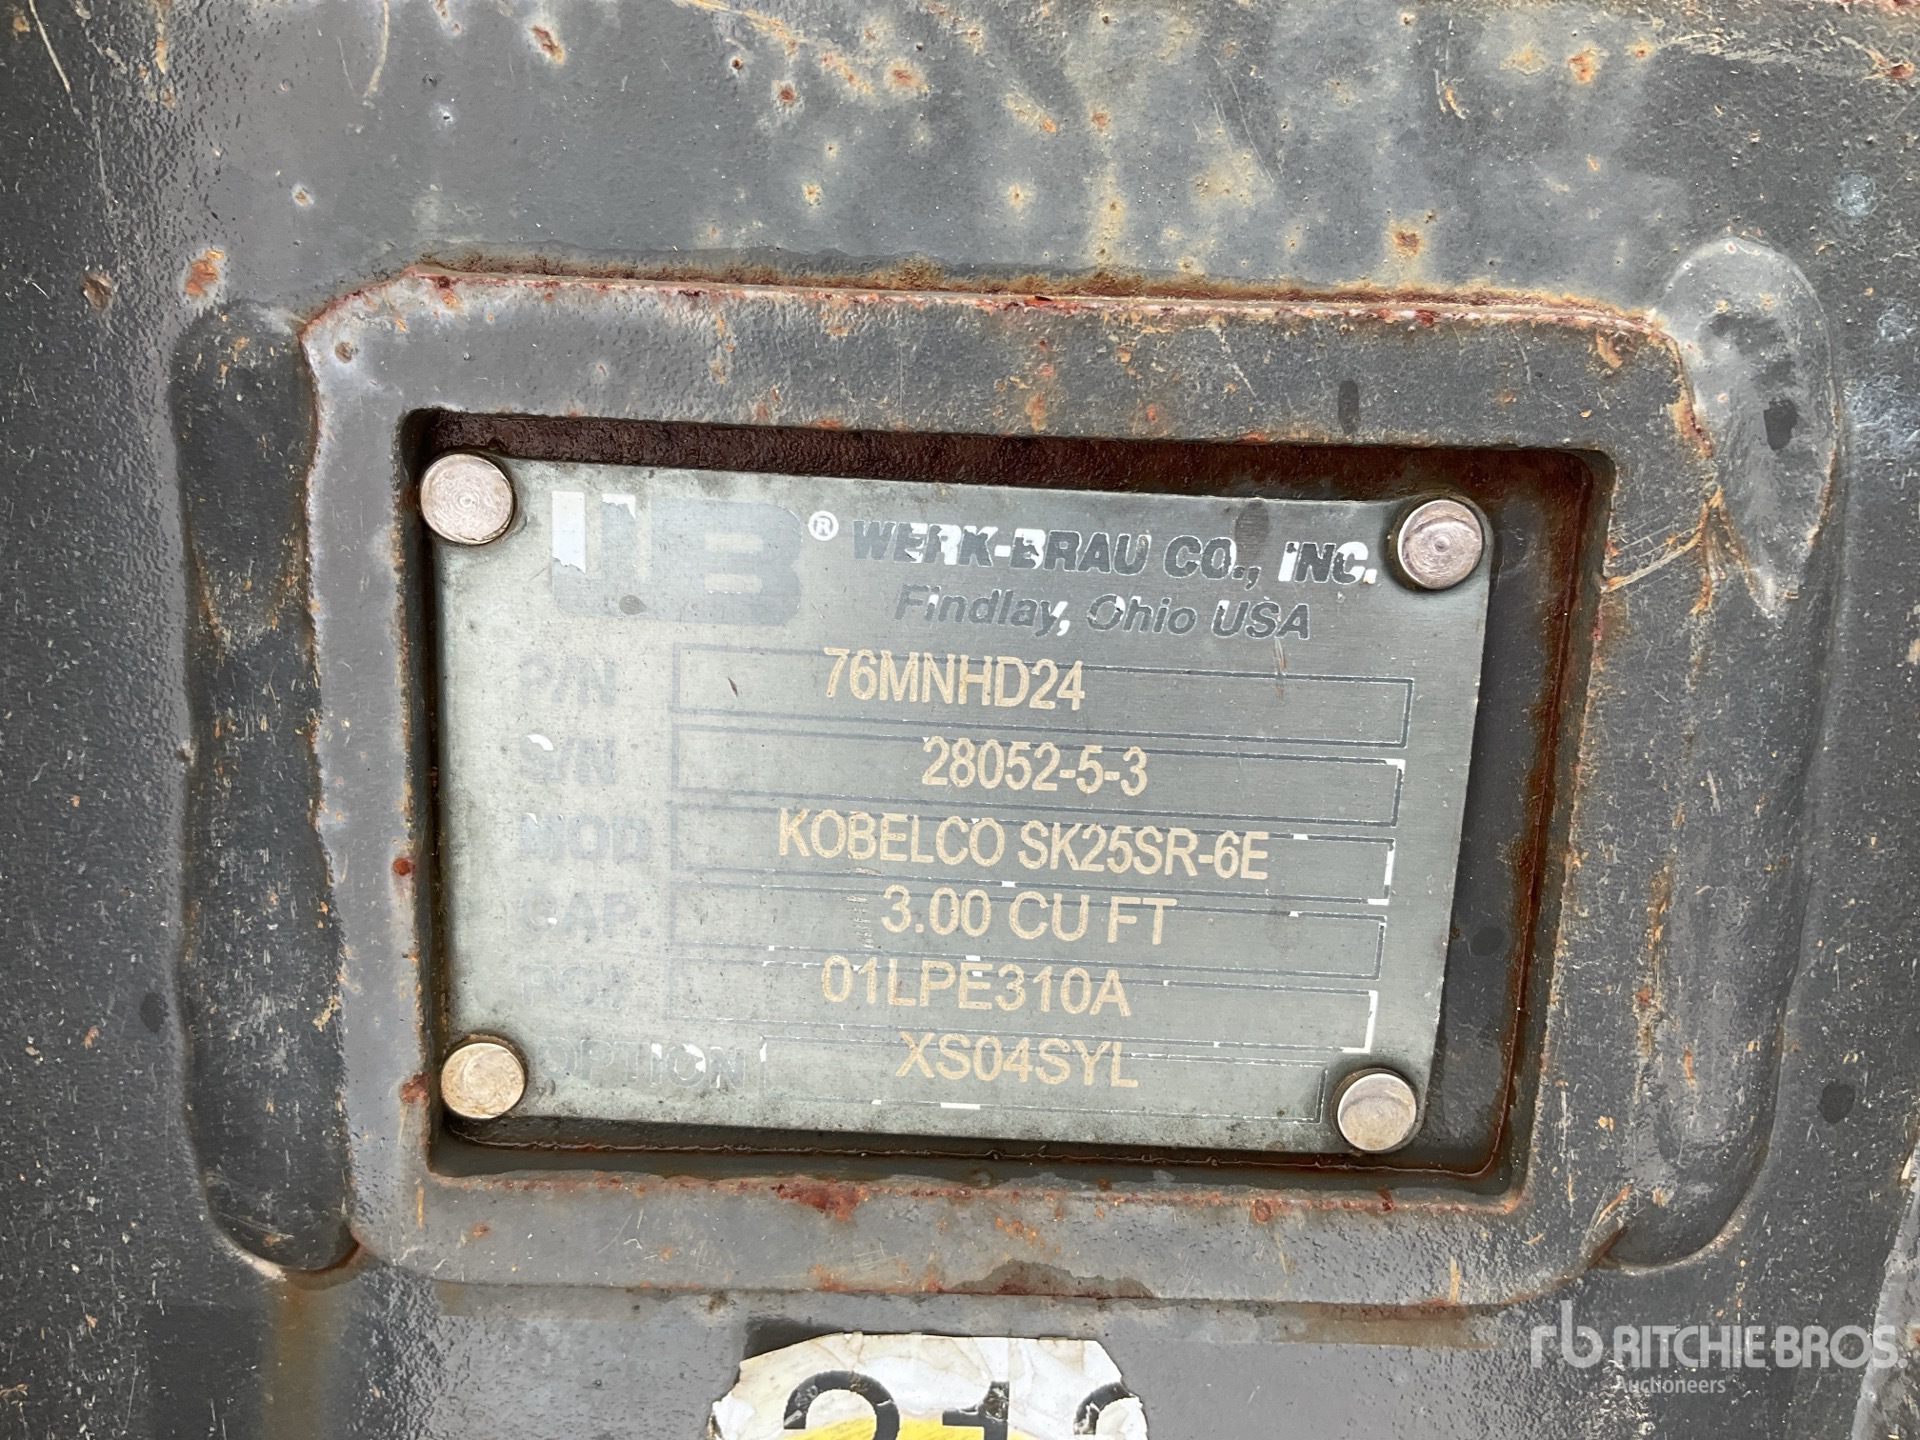 WB® WERK-BRAU CO., INC.
Findlay, Ohio USA
P/N 76MNHD24
S/N 28052-5-3
MOD. KOBELCO SK25SR-6E
CAP. 3.00 CU FT
01LPE310A
OPTION XS04SYL
rb RITCHIE BROS.
Auctioneers